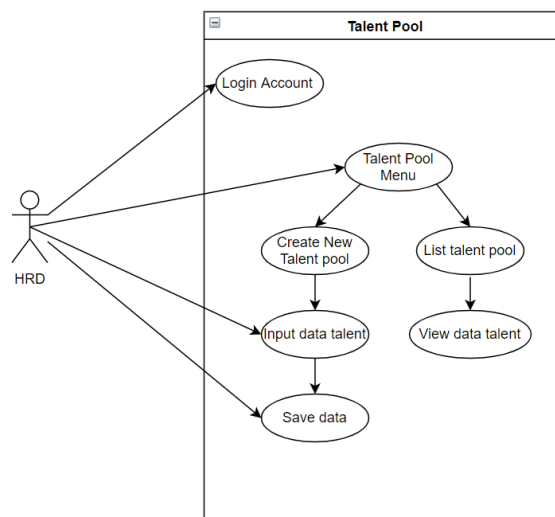 Talent Pool
Login Account
Talent Pool
Menu
HRD
Create New
Talent pool
List talent pool
Input data talent
View data talent
Save data